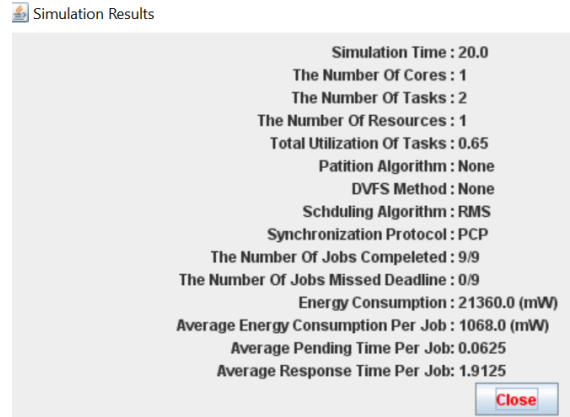 Simulation Results
Simulation Time : 20.0
The Number Of Cores : 1
The Number Of Tasks : 2
The Number Of Resources : 1
Total Utilization Of Tasks : 0.65
Patition Algorithm : None
DVFS Method : None
Schduling Algorithm : RMS
Synchronization Protocol : PCP
The Number Of Jobs Compeleted : 9/9
The Number Of Jobs Missed Deadline : 0/9
Energy Consumption : 21360.0 (mW)
Average Energy Consumption Per Job : 1068.0 (mW)
Average Pending Time Per Job: 0.0625
Average Response Time Per Job: 1.9125
Close